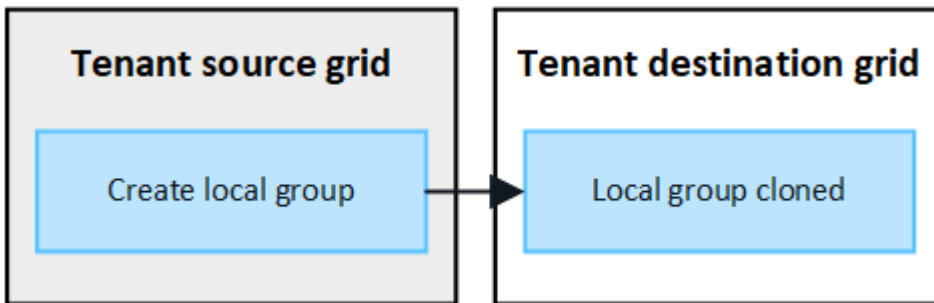 Tenant source grid
Create local group
Tenant destination grid
Local group cloned